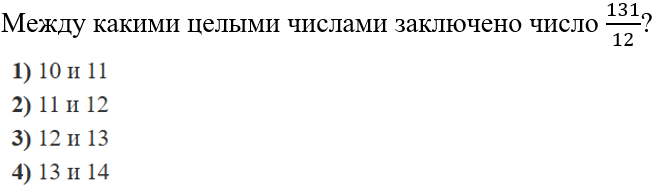 Между какими целыми числами заключено число 131/12?
1) 10 и 11
2) 11 и 12
3) 12 и 13
4) 13 и 14